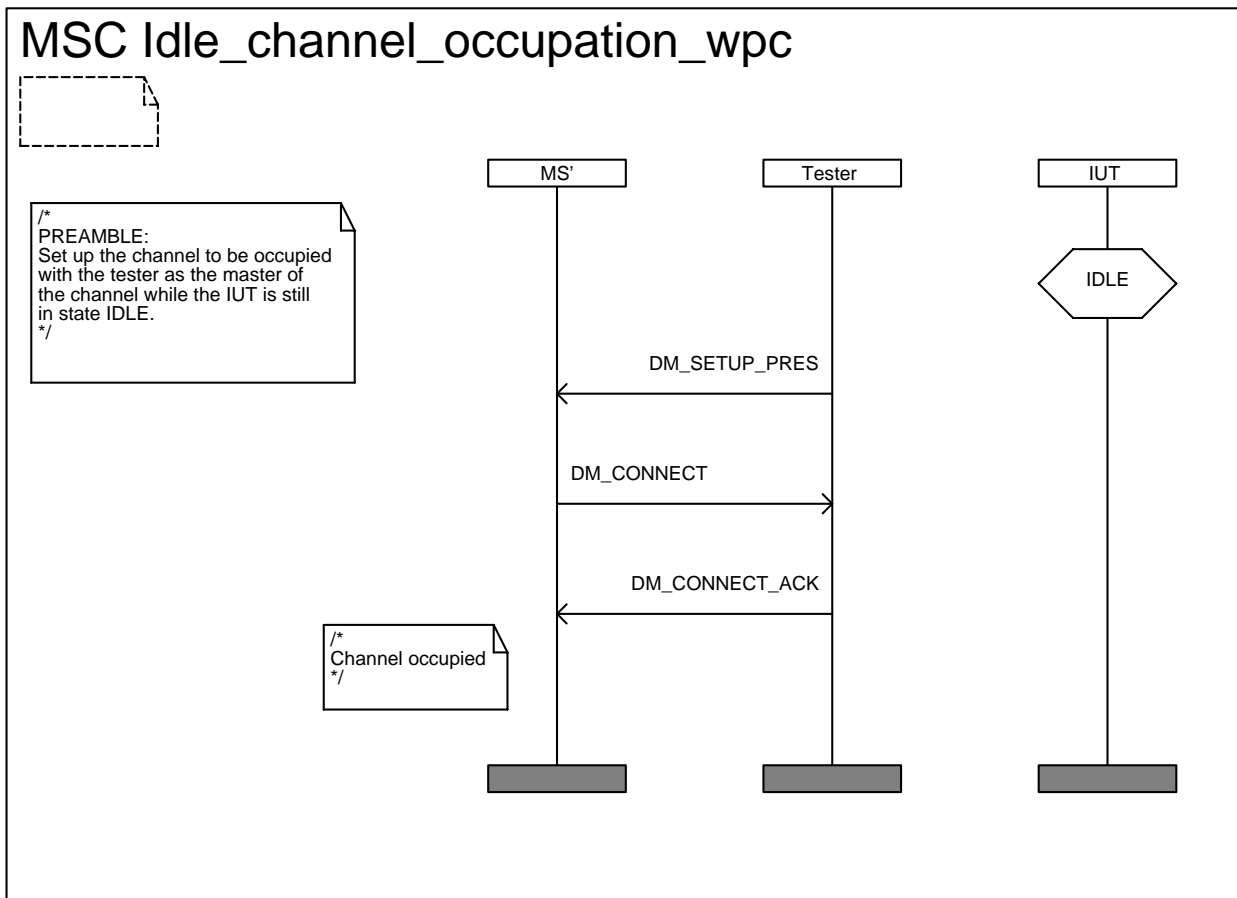 MSC Idle_channel_occupation_wpc
MS' Tester IUT
/*
PREAMBLE:
Set up the channel to be occupied
with the tester as the master of
the channel while the IUT is still
in state IDLE.
*/
IDLE
DM_SETUP_PRES
DM_CONNECT
DM_CONNECT_ACK
/*
Channel occupied
*/